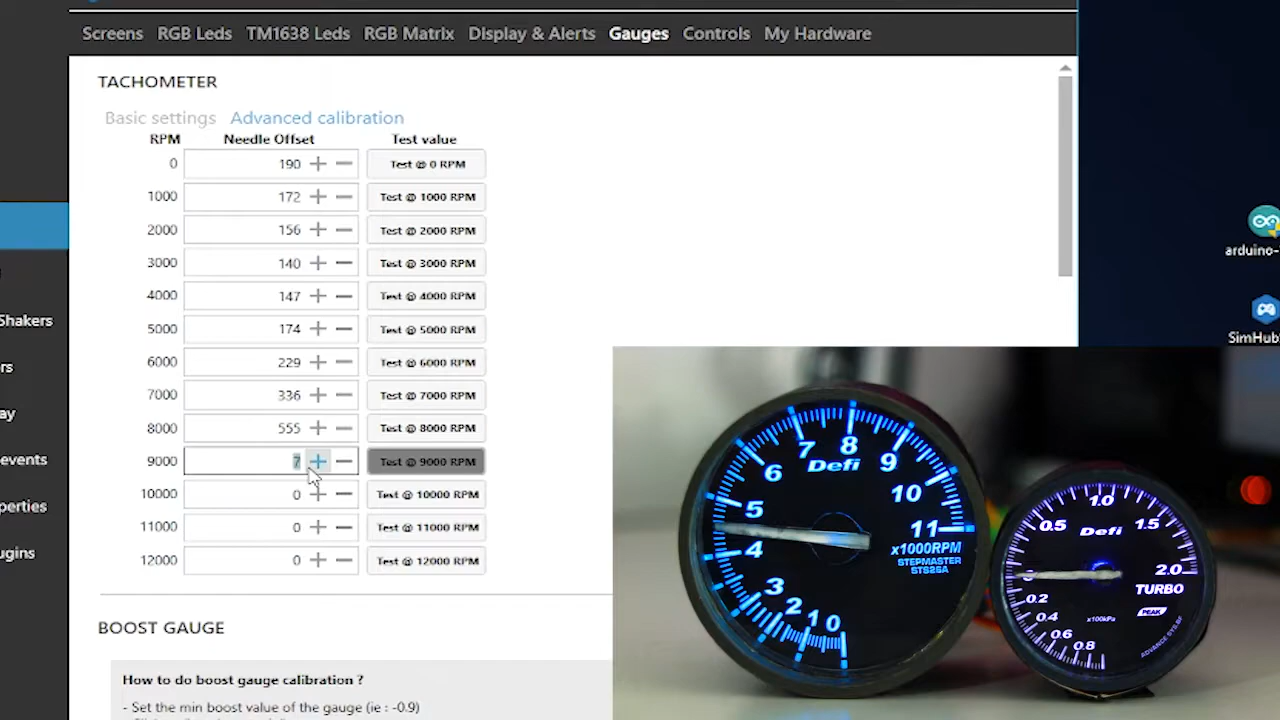 Screens RGB Leds TM1638 Leds RGB Matrix Display & Alerts Gauges Controls My Hardware
TACHOMETER
Basic settings Advanced calibration
RPM Needle Offset Test value
0 190 + − Test @ 0 RPM
1000 172 + − Test @ 1000 RPM
2000 156 + − Test @ 2000 RPM
3000 140 + − Test @ 3000 RPM
4000 147 + − Test @ 4000 RPM
5000 174 + − Test @ 5000 RPM
6000 229 + − Test @ 6000 RPM
7000 336 + − Test @ 7000 RPM
8000 555 + − Test @ 8000 RPM
9000 7 + − Test @ 9000 RPM
10000 0 + − Test @ 10000 RPM
11000 0 + − Test @ 11000 RPM
12000 0 + − Test @ 12000 RPM
BOOST GAUGE
How to do boost gauge calibration ?
- Set the min boost value of the gauge (ie : -0.9)
Shakers
rs
ay
events
perties
ugins
arduino-
SimHub
0
1
2
3
4
5
6
7
8
9
10
11
Defi
x1000RPM
STEPMASTER
0.8
0.6
0.4
0.2
0.5
1.0
1.5
2.0
Defi
TURBO
PEAK
x100kPa
ADVANCE